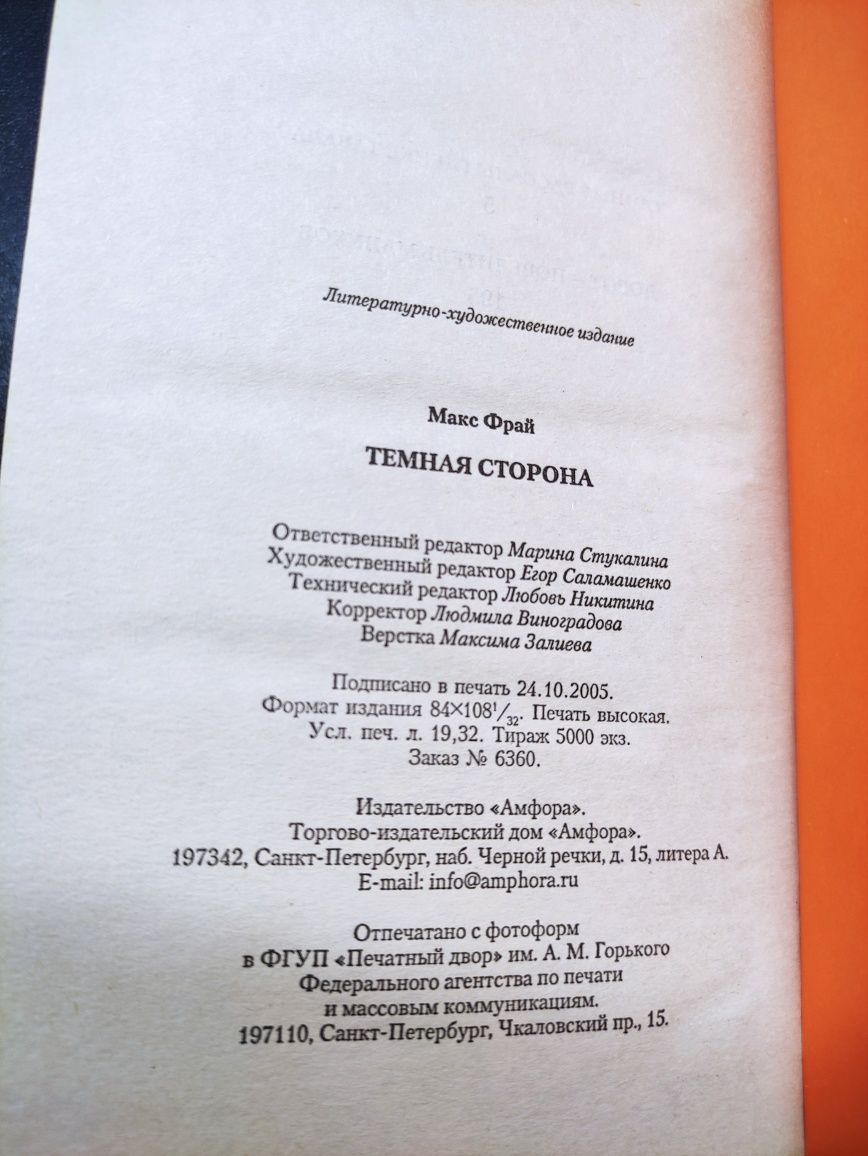 Литературно-художественное издание
Макс Фрай
ТЕМНАЯ СТОРОНА
Ответственный редактор Марина Стукалина
Художественный редактор Егор Саламашенко
Технический редактор Любовь Никитина
Корректор Людмила Виноградова
Верстка Максима Залиева
Подписано в печать 24.10.2005.
Формат издания 84×108¹/₃₂. Печать высокая.
Усл. печ. л. 19,32. Тираж 5000 экз.
Заказ № 6360.
Издательство «Амфора».
Торгово-издательский дом «Амфора».
197342, Санкт-Петербург, наб. Черной речки, д. 15, литера А.
E-mail: info@amphora.ru
Отпечатано с фотоформ
в ФГУП «Печатный двор» им. А. М. Горького
Федерального агентства по печати
и массовым коммуникациям.
197110, Санкт-Петербург, Чкаловский пр., 15.